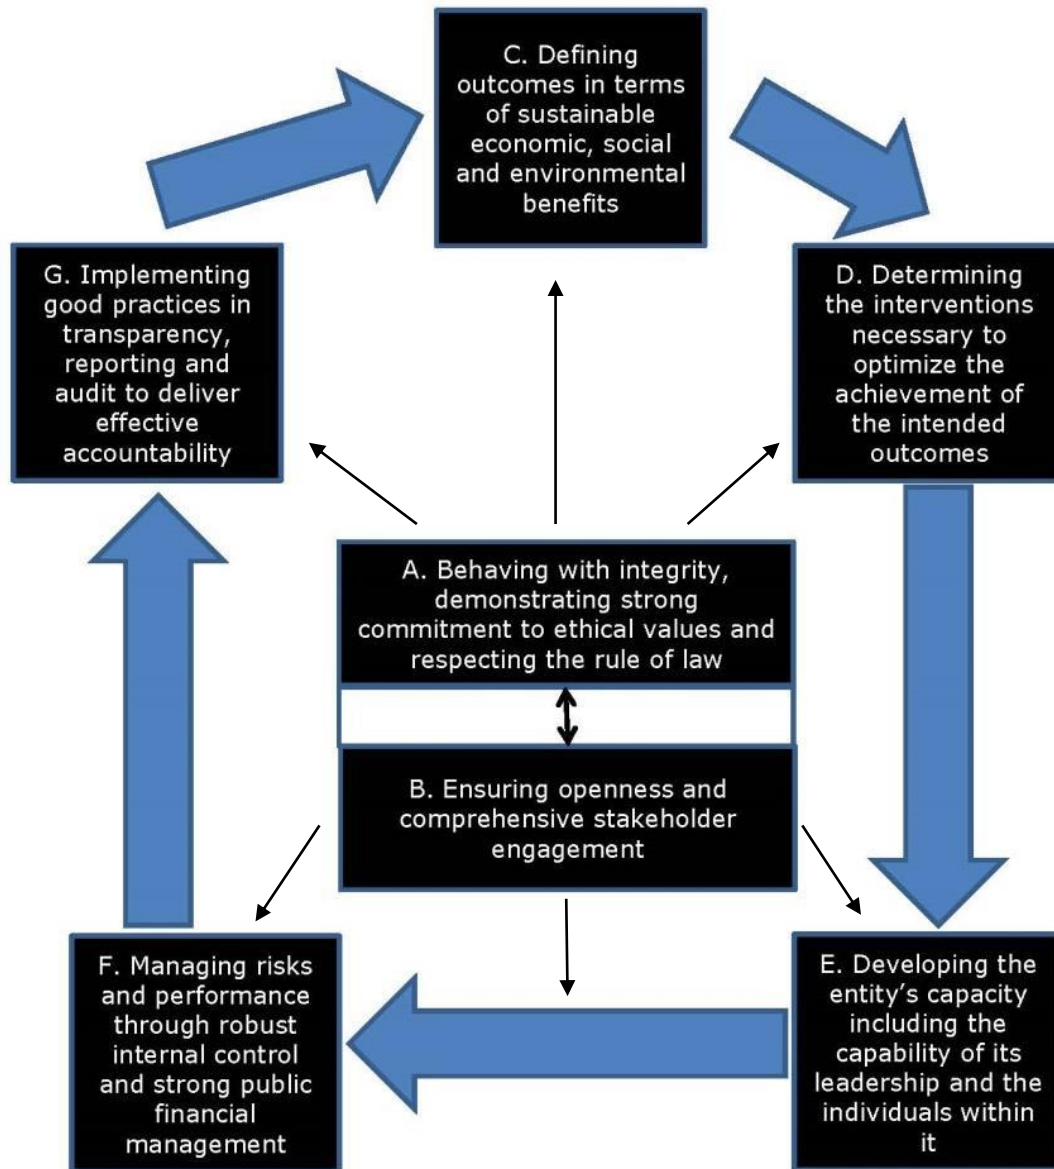 C. Defining
outcomes in terms
of sustainable
economic, social
and environmental
benefits
G. Implementing
good practices in
transparency,
reporting and
audit to deliver
effective
accountability
D. Determining
the interventions
necessary to
optimize the
achievement of
the intended
outcomes
A. Behaving with integrity,
demonstrating strong
commitment to ethical values and
respecting the rule of law
B. Ensuring openness and
comprehensive stakeholder
engagement
F. Managing risks
and performance
through robust
internal control
and strong public
financial
management
E. Developing the
entity’s capacity
including the
capability of its
leadership and the
individuals within
it